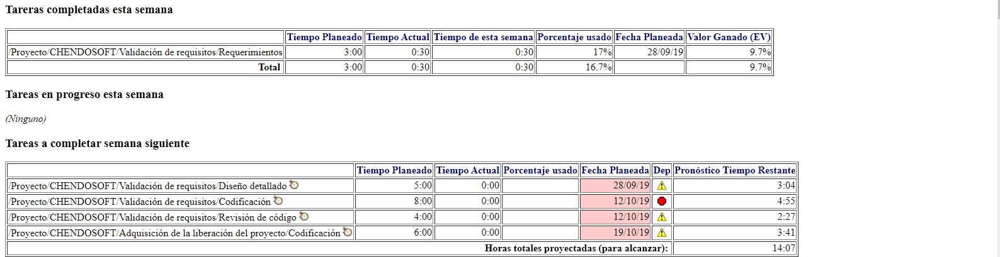 Tareras completadas esta semana
Tiempo Planeado Tiempo Actual Tiempo de esta semana Porcentaje usado Fecha Planeada Valor Ganado (EV)
/Proyecto/CHENDOSOFT/Validación de requisitos/Requerimientos 3:00 0:30 0:30 17% 28/09/19 9.7%
Total 3:00 0:30 0:30 16.7% 9.7%
Tareas en progreso esta semana
(Ninguno)
Tareas a completar semana siguiente
Tiempo Planeado Tiempo Actual Porcentaje usado Fecha Planeada Dep Pronóstico Tiempo Restante
/Proyecto/CHENDOSOFT/Validación de requisitos/Diseño detallado 5:00 0:00 28/09/19 3:04
/Proyecto/CHENDOSOFT/Validación de requisitos/Codificación 8:00 0:00 12/10/19 4:55
/Proyecto/CHENDOSOFT/Validación de requisitos/Revisión de código 4:00 0:00 12/10/19 2:27
/Proyecto/CHENDOSOFT/Adquisición de la liberación del proyecto/Codificación 6:00 0:00 19/10/19 3:41
Horas totales proyectadas (para alcanzar): 14:07